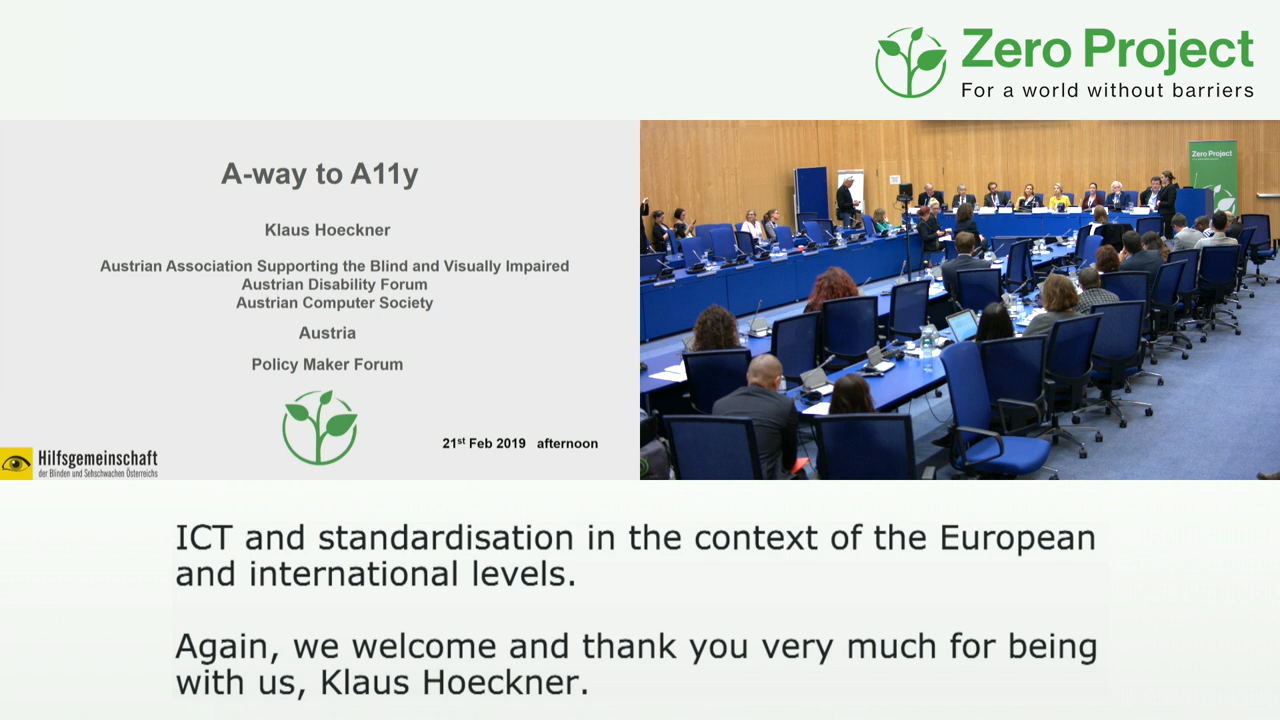 Zero Project
For a world without barriers
A-way to A11y
Klaus Hoeckner
Austrian Association Supporting the Blind and Visually Impaired
Austrian Disability Forum
Austrian Computer Society
Austria
Policy Maker Forum
21st Feb 2019 afternoon
Hilfsgemeinschaft
der Blinden und Sehschwachen Österreichs
Zero Project
ICT and standardisation in the context of the European
and international levels.
Again, we welcome and thank you very much for being
with us, Klaus Hoeckner.